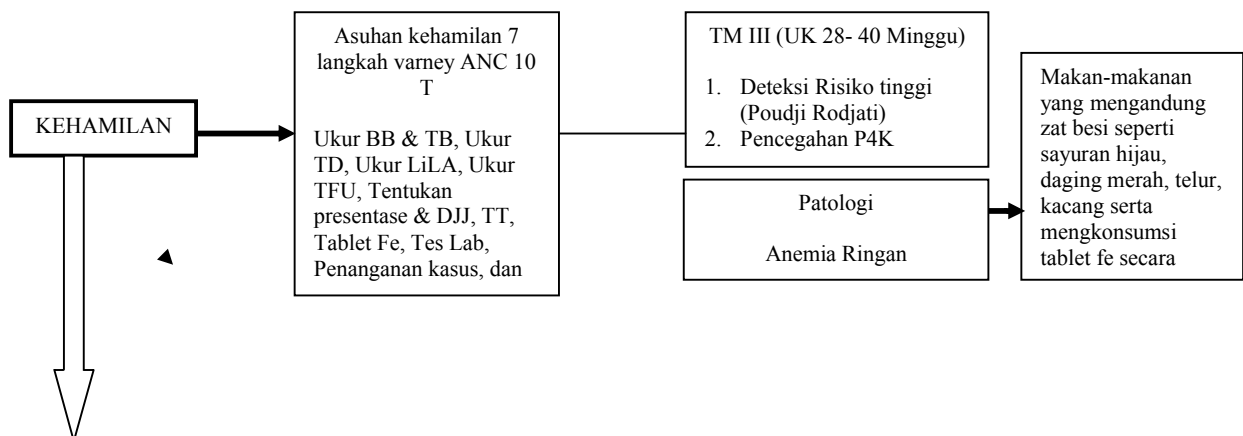 KEHAMILAN
Asuhan kehamilan 7
langkah varney ANC 10
T
Ukur BB & TB, Ukur
TD, Ukur LiLA, Ukur
TFU, Tentukan
presentase & DJJ, TT,
Tablet Fe, Tes Lab,
Penanganan kasus, dan
TM III (UK 28- 40 Minggu)
1. Deteksi Risiko tinggi
(Poudji Rodjati)
2. Pencegahan P4K
Patologi
Anemia Ringan
Makan-makanan
yang mengandung
zat besi seperti
sayuran hijau,
daging merah, telur,
kacang serta
mengkonsumsi
tablet fe secara